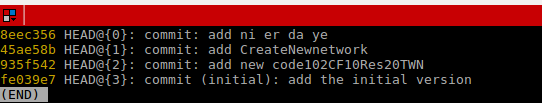 8eec356 HEAD@{0}: commit: add ni er da ye
45ae58b HEAD@{1}: commit: add CreateNewnetwork
935f542 HEAD@{2}: commit: add new code102CF10Res20TWN
fe039e7 HEAD@{3}: commit (initial): add the initial version
(END)